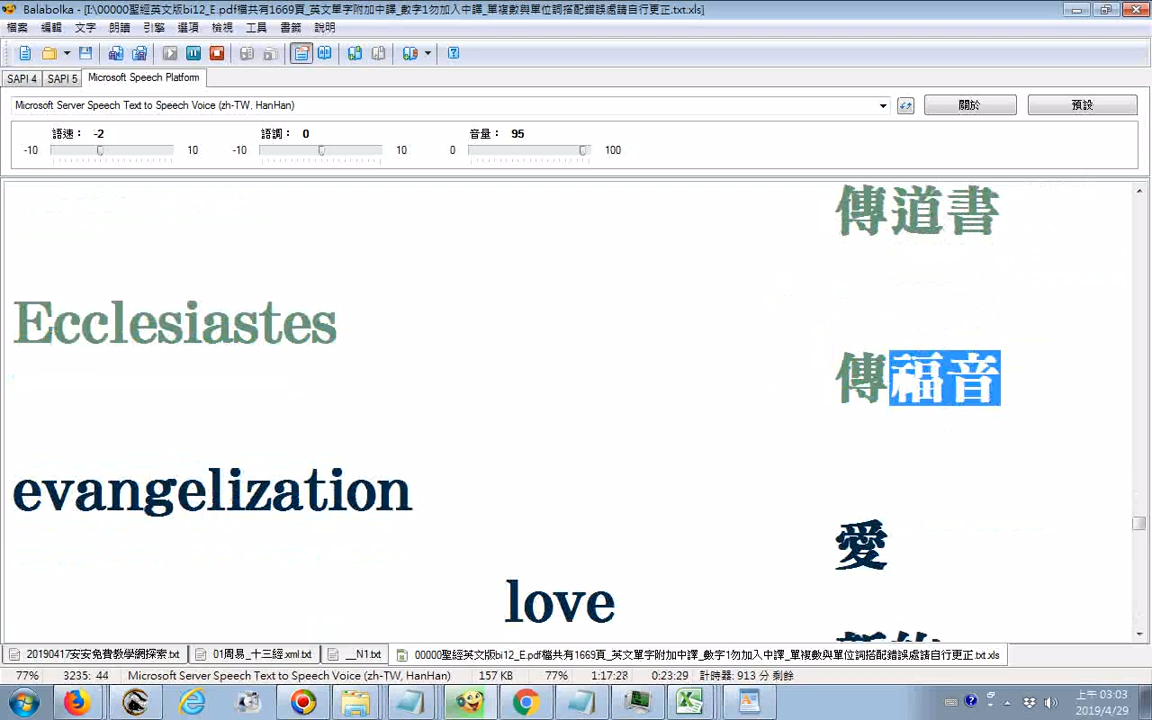 Balabolka - [I:\00000聖經英文版bi12_E.pdf檔共有1669頁_英文單字附加中譯_數字1勿加入中譯_單複數與單位詞搭配錯誤處請自行更正.txt.xls]
檔案 編輯 文字 朗讀 引擎 選項 檢視 工具 書籤 說明
SAPI 4 SAPI 5 Microsoft Speech Platform
Microsoft Server Speech Text to Speech Voice (zh-TW, HanHan) 關於 預設
語速： -2 語調： 0 音量： 95
-10 10 -10 10 0 100
傳道書
Ecclesiastes
傳福音
evangelization
愛
love
20190417安安免費教學網探索.txt 01周易_十三經.xml.txt __N1.txt 00000聖經英文版bi12_E.pdf檔共有1669頁_英文單字附加中譯_數字1勿加入中譯_單複數與單位詞搭配錯誤處請自行更正.txt.xls
77% 3235: 44 Microsoft Server Speech Text to Speech Voice (zh-TW, HanHan) 157 KB 77% 1:17:28 0:23:29 計時器: 913 分 剩餘
上午 03:03
2019/4/29